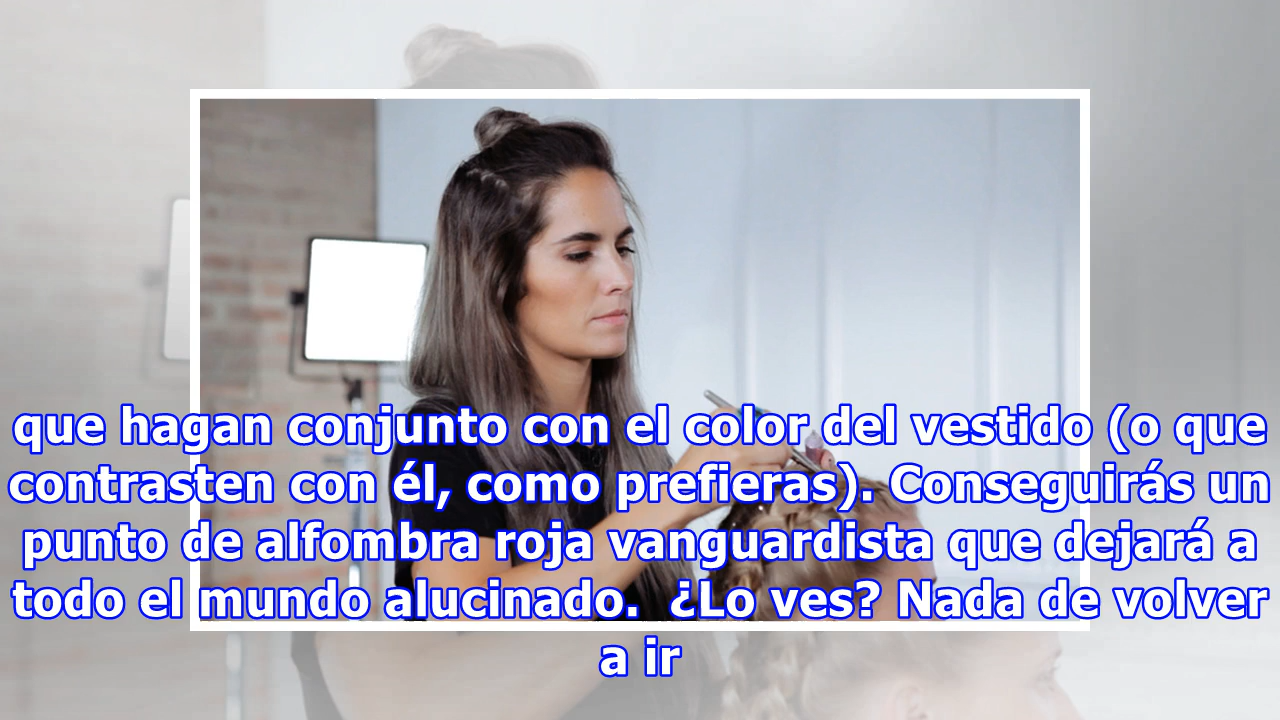 que hagan conjunto con el color del vestido (o que
contrasten con él, como prefieras). Conseguirás un
punto de alfombra roja vanguardista que dejará a
todo el mundo alucinado.  ¿Lo ves? Nada de volver
a ir